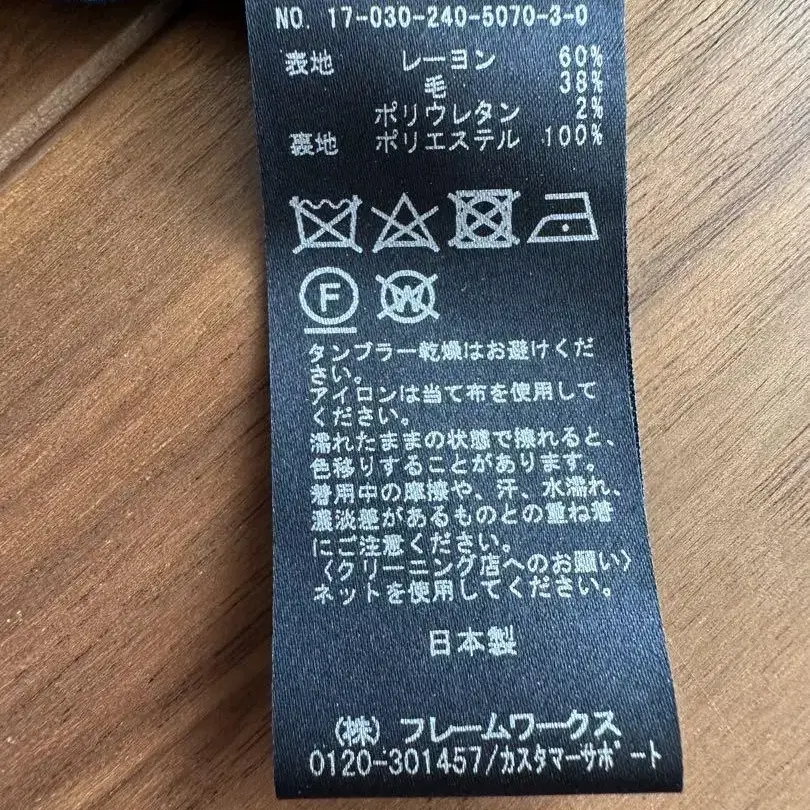 NO. 17-030-240-5070-3-0
表地 レーヨン 60%
毛 38%
ポリウレタン 2%
裏地 ポリエステル 100%
F W
タンブラー乾燥はお避けくだ
さい。
アイロンは当て布を使用して
ください。
濡れたままの状態で擦れると、
色移りすることがあります。
着用中の摩擦や、汗、水濡れ、
濃淡差があるものとの重ね着
にご注意ください。
〈クリーニング店へのお願い〉
ネットを使用してください。
日本製
(株) フレームワークス
0120-301457/カスタマーサポート